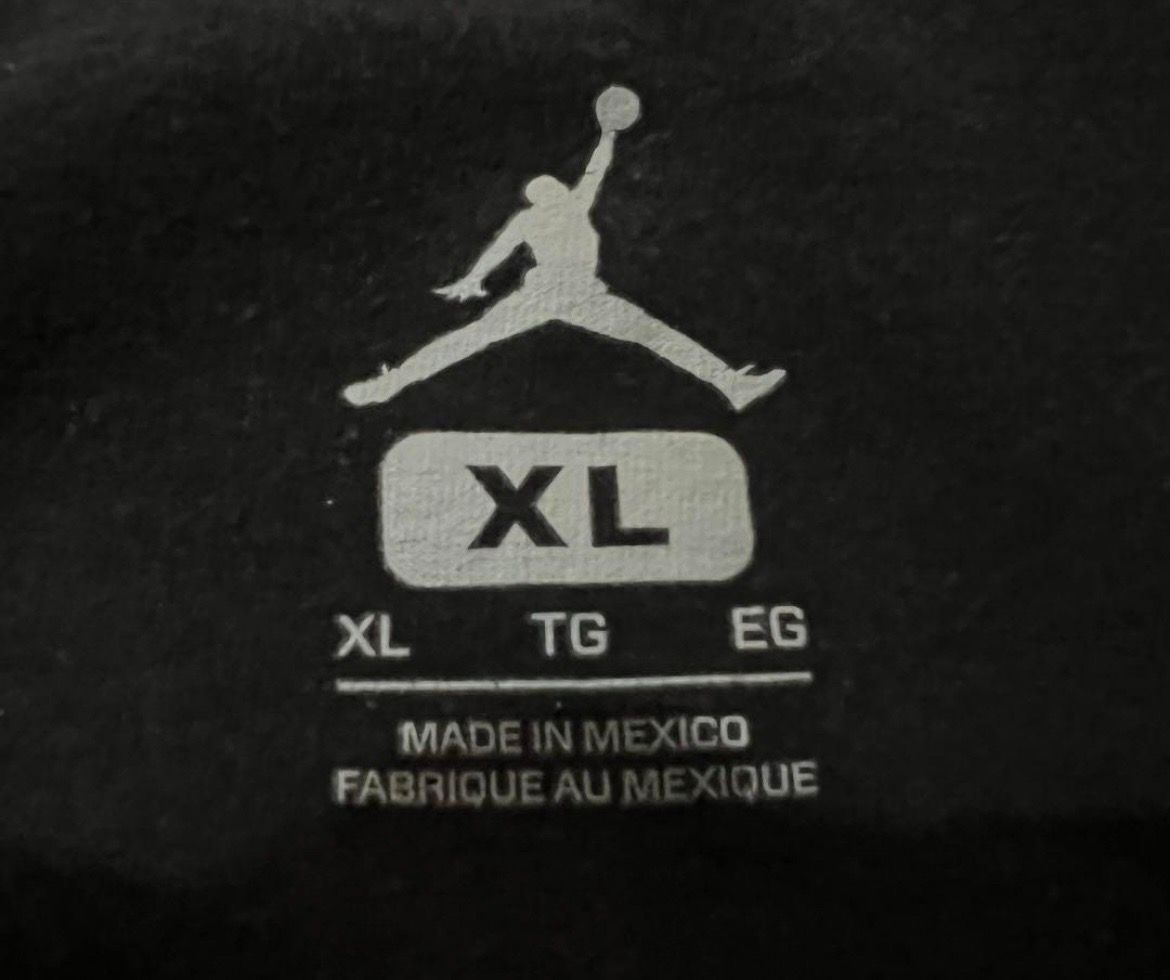 XL
XL TG EG
MADE IN MEXICO
FABRIQUE AU MEXIQUE